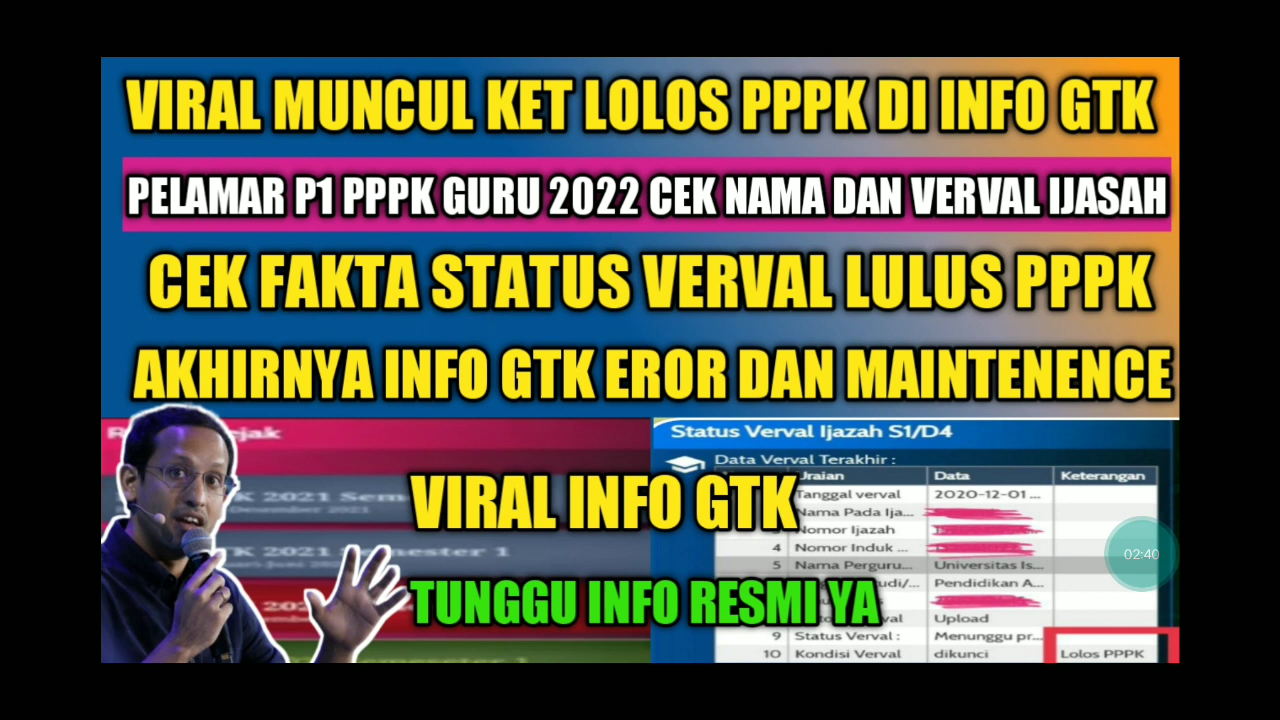 VIRAL MUNCUL KET LOLOS PPPK DI INFO GTK
PELAMAR P1 PPPK GURU 2022 CEK NAMA DAN VERVAL IJASAH
CEK FAKTA STATUS VERVAL LULUS PPPK
AKHIRNYA INFO GTK EROR DAN MAINTENENCE
VIRAL INFO GTK
TUNGGU INFO RESMI YA
K 2021 Sem
Desember 2021
K 2021 Semester 1
Status Verval Ijazah S1/D4
Data Verval Terakhir :
Uraian Data Keterangan
Tanggal verval 2020-12-01 ...
Nama Pada Ija...
Nomor Ijazah
4 Nomor Induk ...
5 Nama Perguru... Universitas Is...
Pendidikan A...
Upload
9 Status Verval : Menunggu pr...
10 Kondisi Verval dikunci Lolos PPPK
02:40